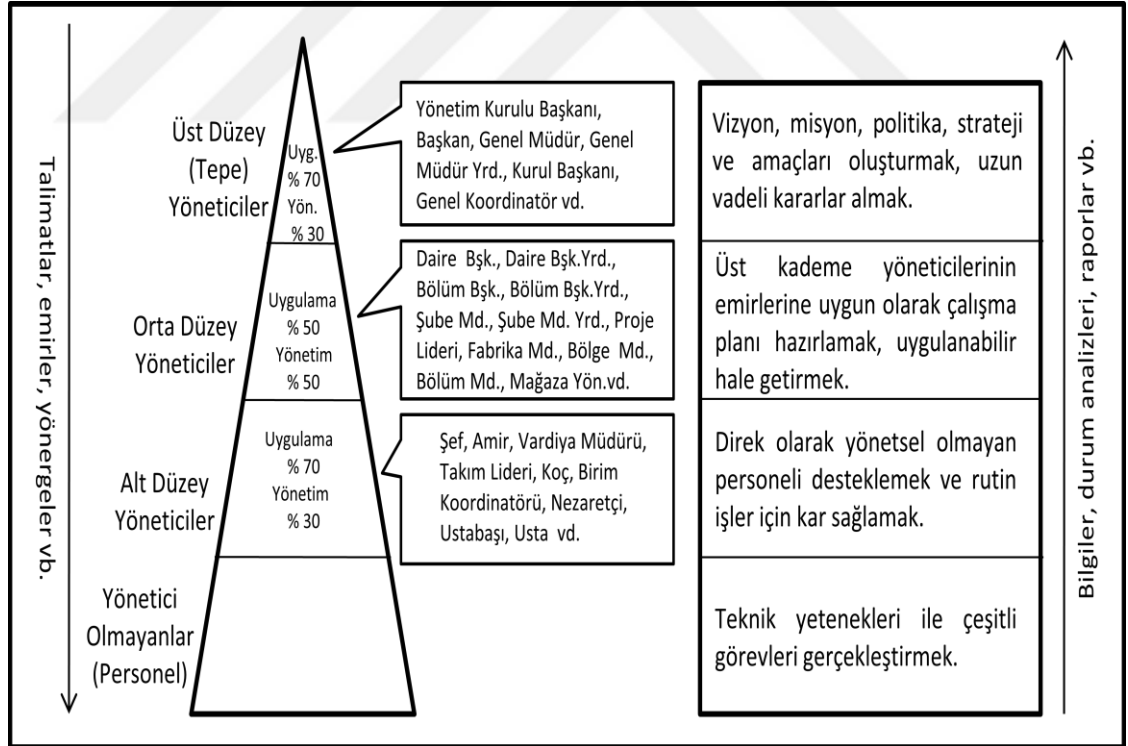 Talimatlar, emirler, yönergeler vb.
Üst Düzey
(Tepe)
Yöneticiler
Uyg.
% 70
Yön.
% 30
Yönetim Kurulu Başkanı,
Başkan, Genel Müdür, Genel
Müdür Yrd., Kurul Başkanı,
Genel Koordinatör vd.
Vizyon, misyon, politika, strateji
ve amaçları oluşturmak, uzun
vadeli kararlar almak.
Orta Düzey
Yöneticiler
Uygulama
% 50
Yönetim
% 50
Daire Bşk., Daire Bşk.Yrd.,
Bölüm Bşk., Bölüm Bşk.Yrd.,
Şube Md., Şube Md. Yrd., Proje
Lideri, Fabrika Md., Bölge Md.,
Bölüm Md., Mağaza Yön.vd.
Üst kademe yöneticilerinin
emirlerine uygun olarak çalışma
planı hazırlamak, uygulanabilir
hale getirmek.
Alt Düzey
Yöneticiler
Uygulama
% 70
Yönetim
% 30
Şef, Amir, Vardiya Müdürü,
Takım Lideri, Koç, Birim
Koordinatörü, Nezaretçi,
Ustabaşı, Usta vd.
Direk olarak yönetsel olmayan
personeli desteklemek ve rutin
işler için kar sağlamak.
Yönetici
Olmayanlar
(Personel)
Teknik yetenekleri ile çeşitli
görevleri gerçekleştirmek.
Bilgiler, durum analizleri, raporlar vb.